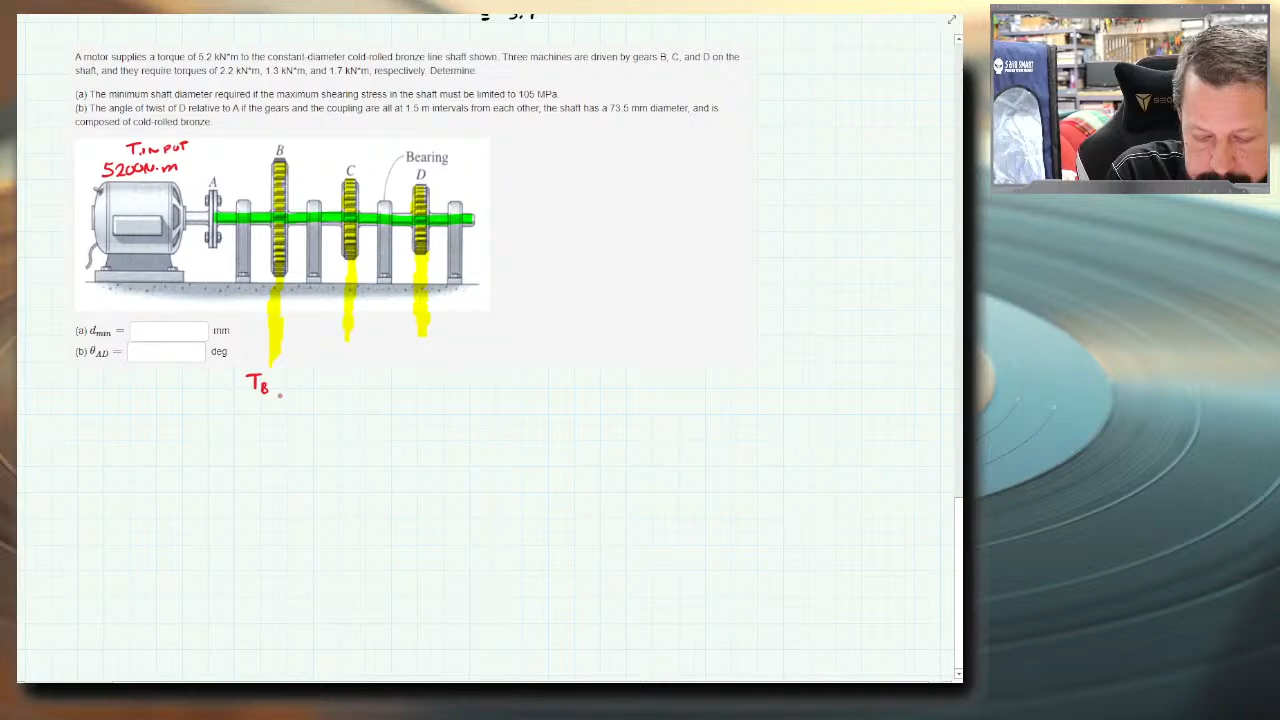 A motor supplies a torque of 5.2 kN*m to the constant-diameter cold-rolled bronze line shaft shown. Three machines are driven by gears B, C, and D on the
shaft, and they require torques of 2.2 kN*m, 1.3 kN*m, and 1.7 kN*m, respectively. Determine:
(a) The minimum shaft diameter required if the maximum shearing stress in the shaft must be limited to 105 MPa.
(b) The angle of twist of D relative to A if the gears and the coupling are all at 1.5 m intervals from each other, the shaft has a 73.5 mm diameter, and is
composed of cold-rolled bronze.
T.INPUT
5200N·m
A
B
C
D
Bearing
(a) dmin = mm
(b) θAD = deg
TB